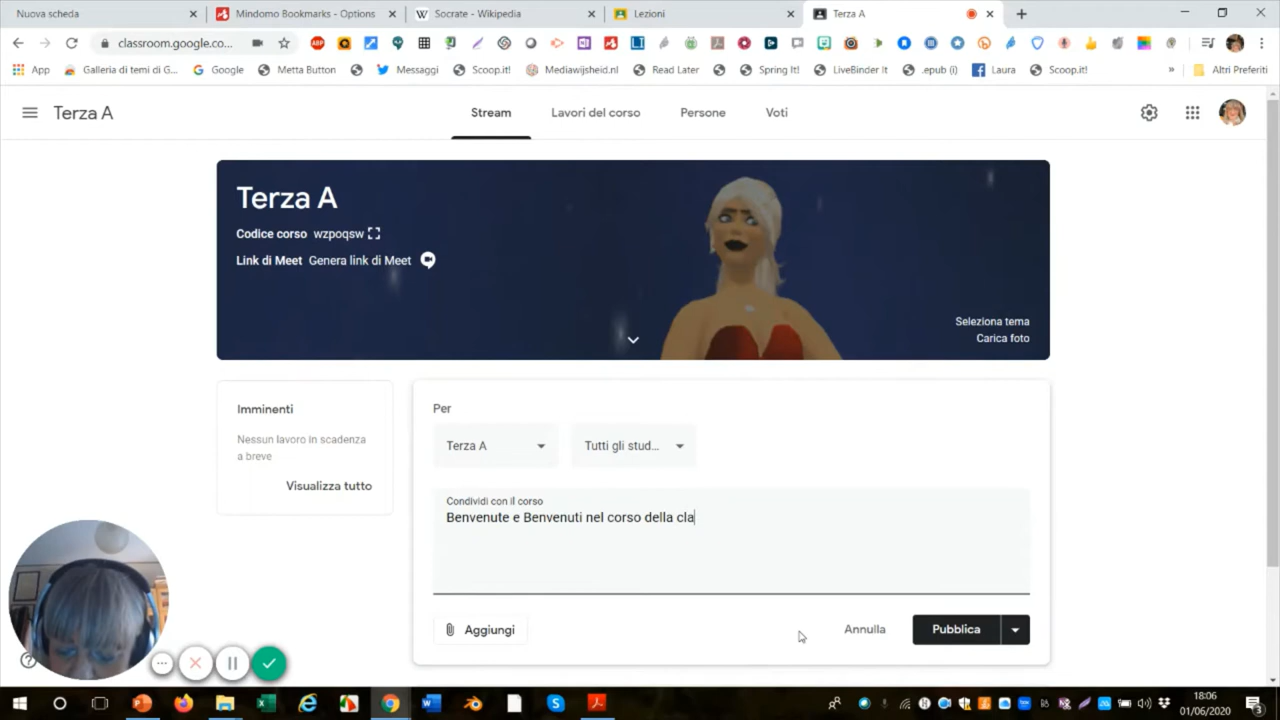 Nuova scheda
Mindomo Bookmarks - Options
Socrate - Wikipedia
Lezioni
Terza A
classroom.google.co...
App
Galleria di temi di G...
Google
Metta Button
Messaggi
Scoop.it!
Mediawijsheid.nl
Read Later
Spring It!
LiveBinder It
.epub (i)
Laura
Scoop.it!
»
Altri Preferiti
Terza A
Stream
Lavori del corso
Persone
Voti
Terza A
Codice corso wzpoqsw
Link di Meet Genera link di Meet
Seleziona tema
Carica foto
Imminenti
Nessun lavoro in scadenza
a breve
Visualizza tutto
Per
Terza A
Tutti gli stud...
Condividi con il corso
Benvenute e Benvenuti nel corso della cla
Aggiungi
Annulla
Pubblica
18:06
01/06/2020
3